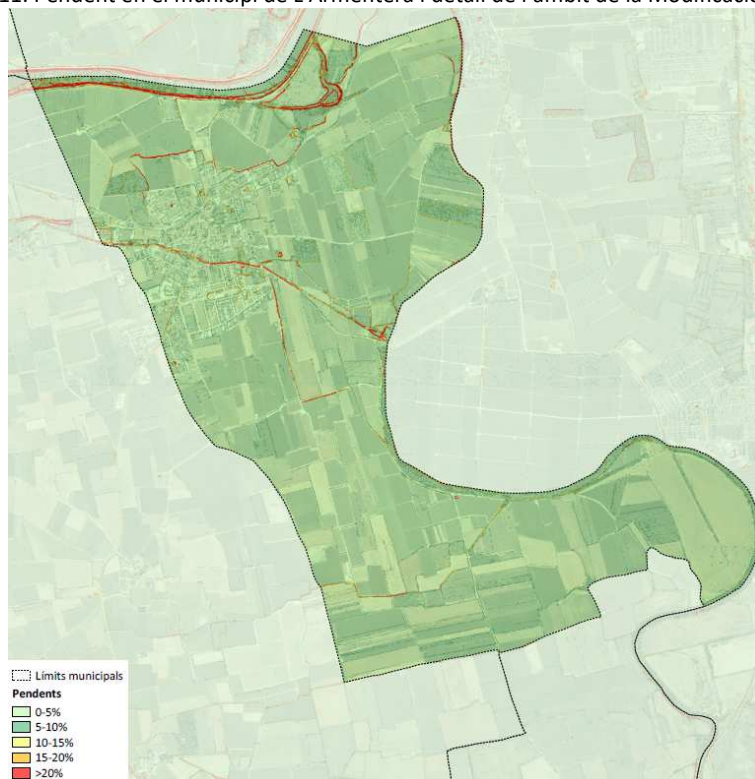 11. Pendent en el municipi de L'Armentera i detall de l'àmbit de la Modificació
Límits municipals
Pendents
0-5%
5-10%
10-15%
15-20%
>20%